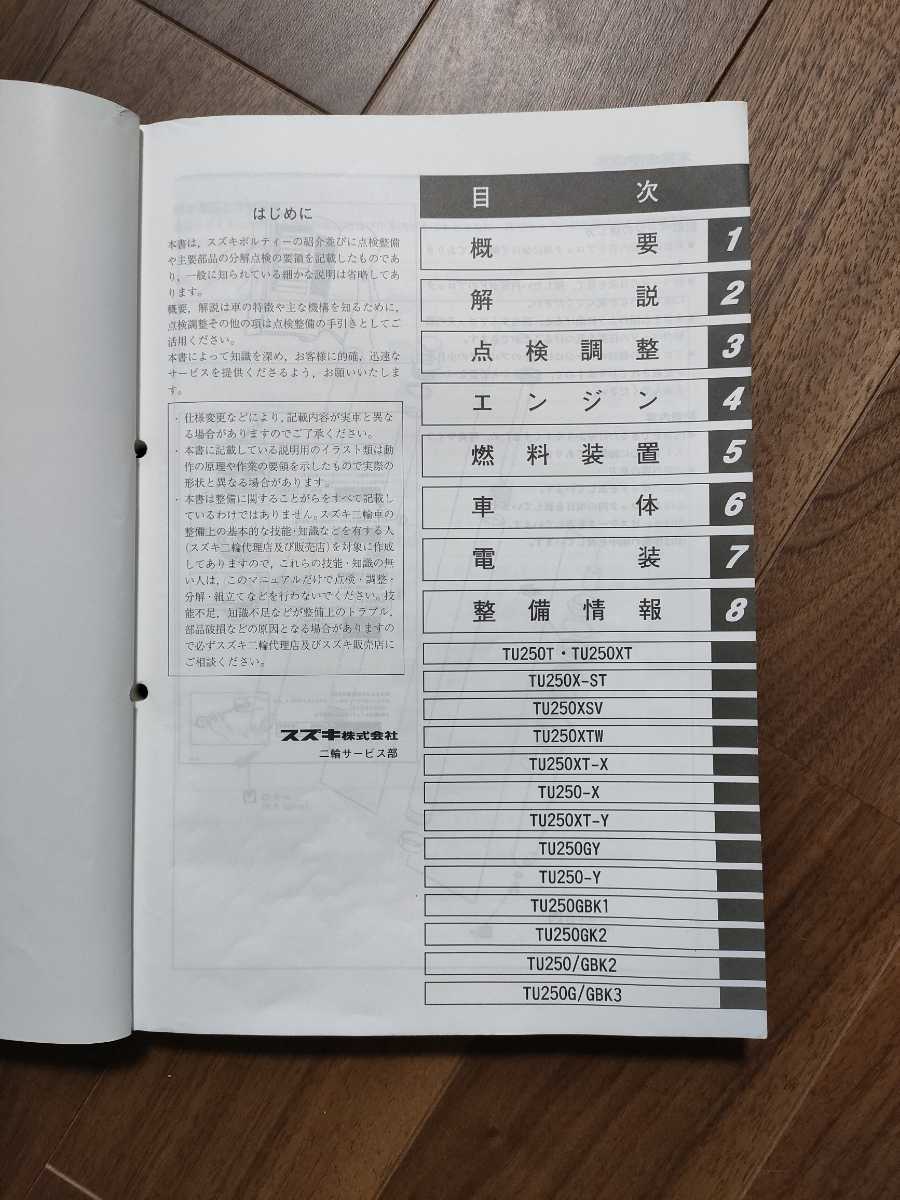 はじめに
本書は，スズキボルティーの紹介並びに点検整備
や主要部品の分解点検の要領を記載したものであ
り，一般に知られている細かな説明は省略してあ
ります。
概要，解説は車の特徴や主な機構を知るために，
点検調整その他の項は点検整備の手引きとしてご
活用ください。
本書によって知識を深め，お客様に的確，迅速な
サービスを提供くださるよう，お願いいたしま
す。
・仕様変更などにより，記載内容が実車と異な
る場合がありますのでご了承ください。
・本書に記載している説明用のイラスト類は動
作の原理や作業の要領を示したもので実際の
形状と異なる場合があります。
・本書は整備に関することがらをすべて記載し
ているわけではありません。スズキ二輪車の
整備上の基本的な技能・知識などを有する人
(スズキ二輪代理店及び販売店)を対象に作成
してありますので，これらの技能・知識の無
い人は，このマニュアルだけで点検・調整・
分解・組立てなどを行わないでください。技
能不足，知識不足などが整備上のトラブル，
部品破損などの原因となる場合がありますの
で必ずスズキ二輪代理店及びスズキ販売店に
ご相談ください。
スズキ株式会社
二輪サービス部
目次
概要 1
解説 2
点検調整 3
エンジン 4
燃料装置 5
車体 6
電装 7
整備情報 8
TU250T・TU250XT
TU250X-ST
TU250XSV
TU250XTW
TU250XT-X
TU250-X
TU250XT-Y
TU250GY
TU250-Y
TU250GBK1
TU250GK2
TU250/GBK2
TU250G/GBK3